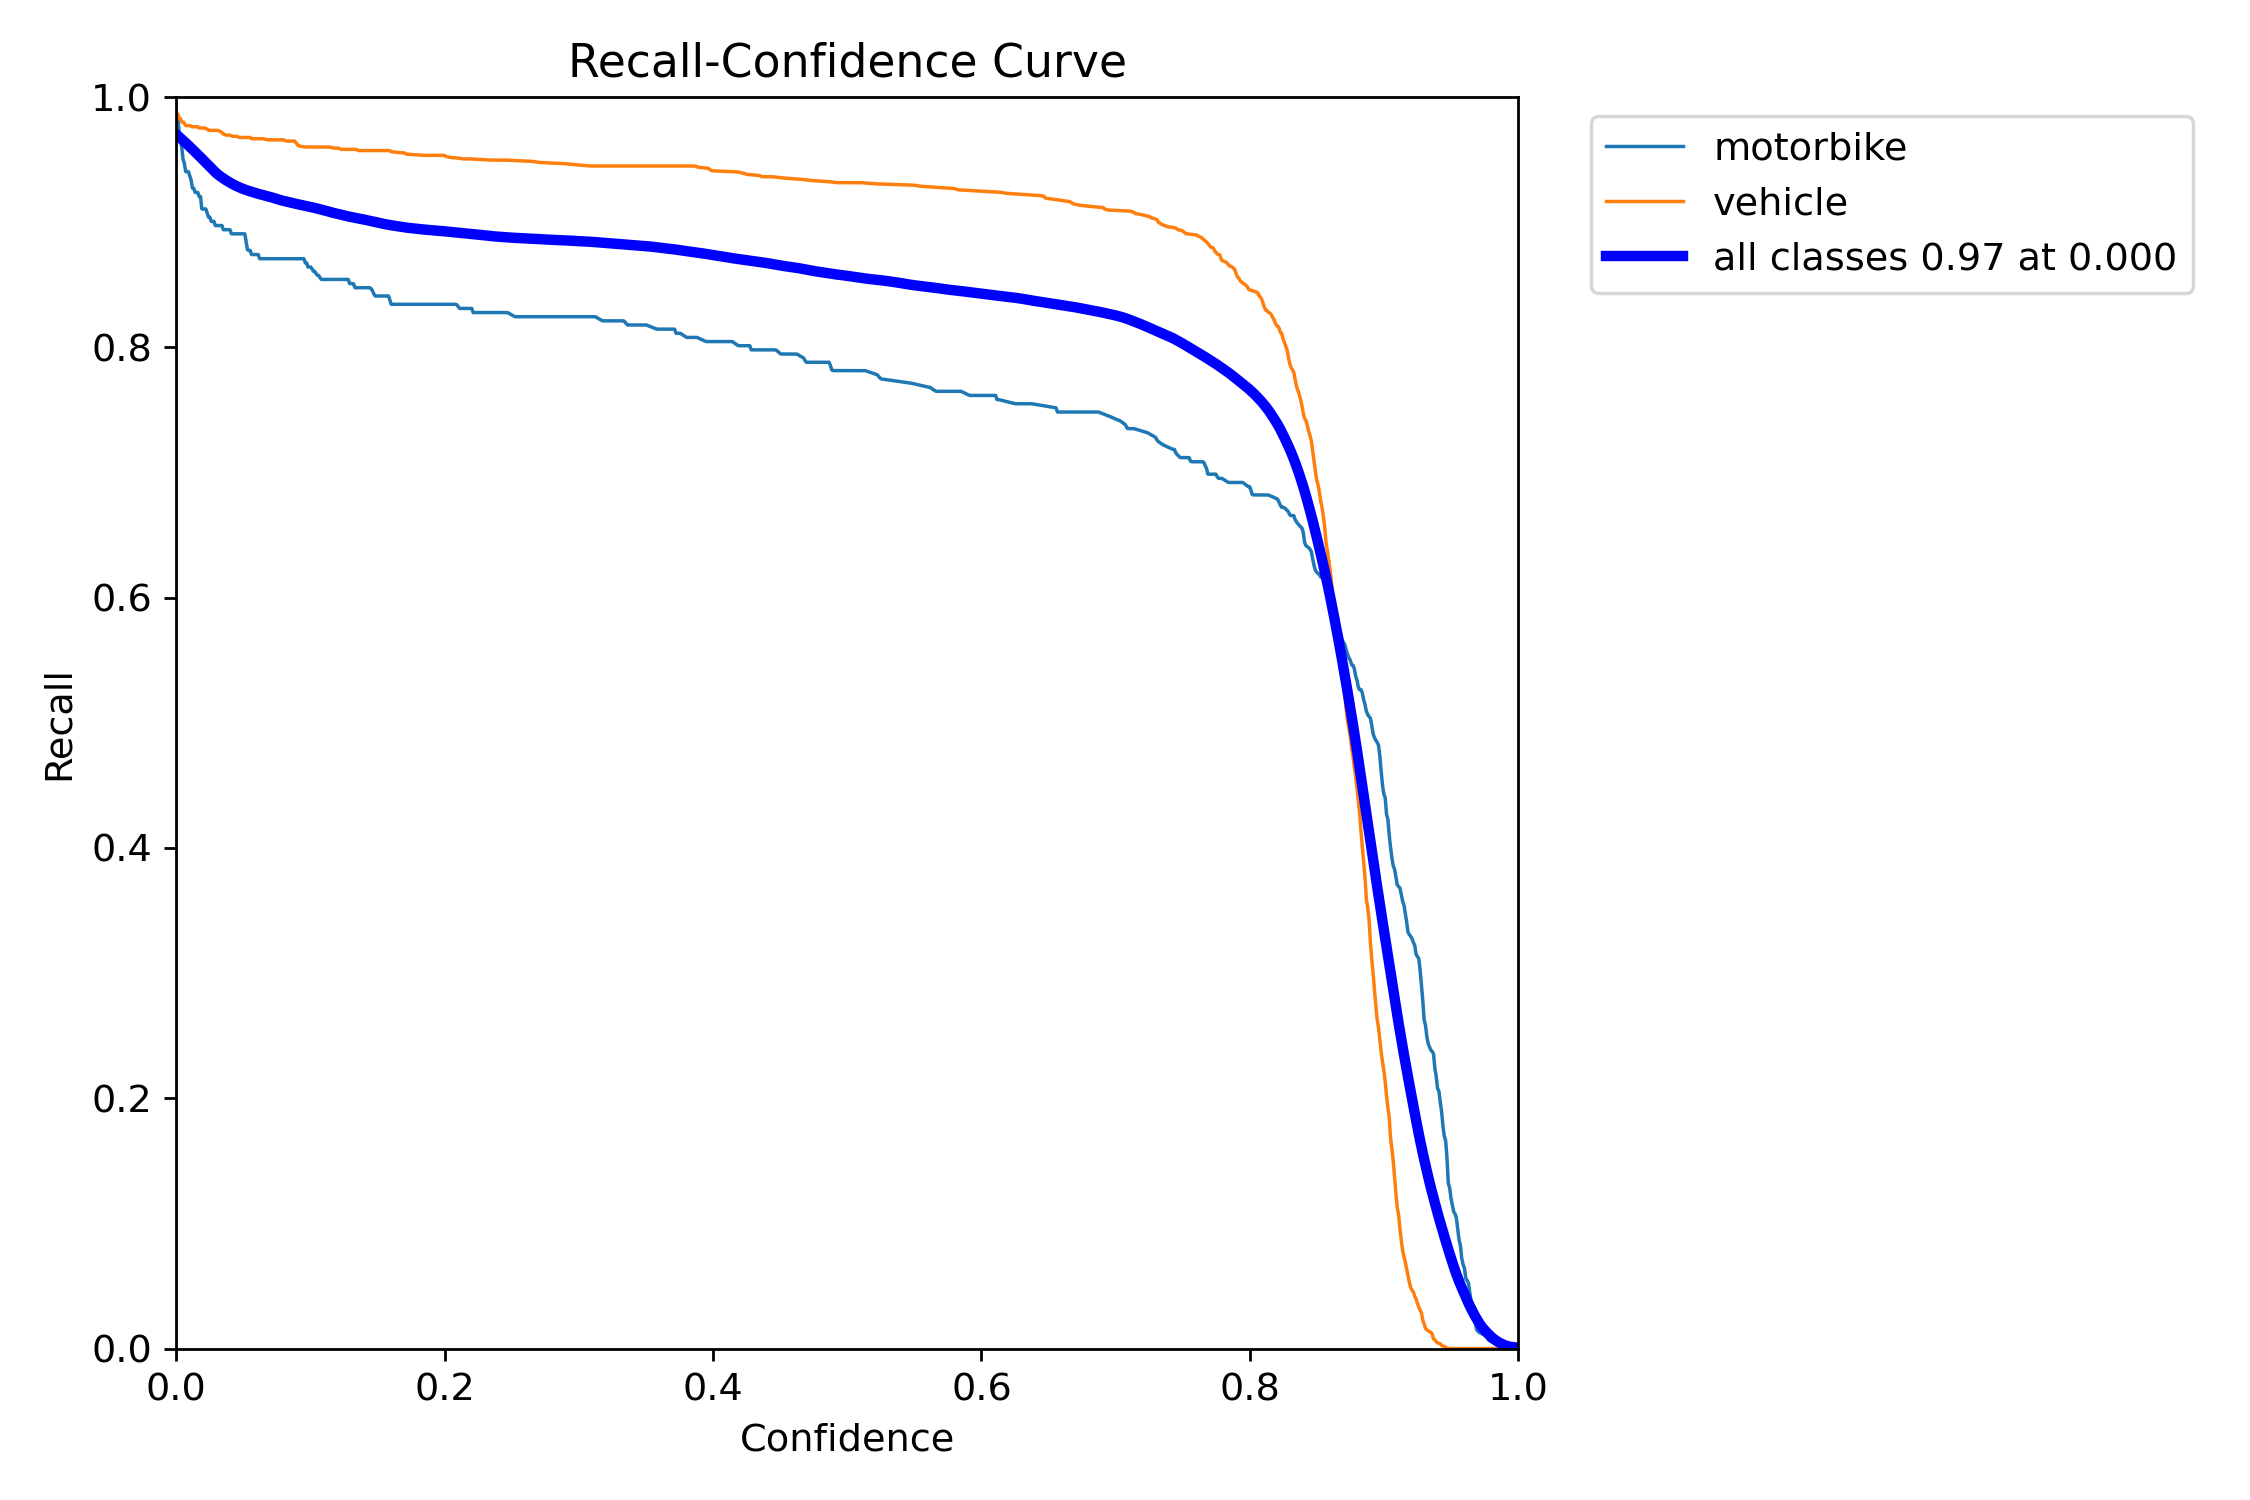 Recall-Confidence Curve
1.0
0.8
0.6
0.4
0.2
0.0
Recall
0.0 0.2 0.4 0.6 0.8 1.0
Confidence
motorbike
vehicle
all classes 0.97 at 0.000